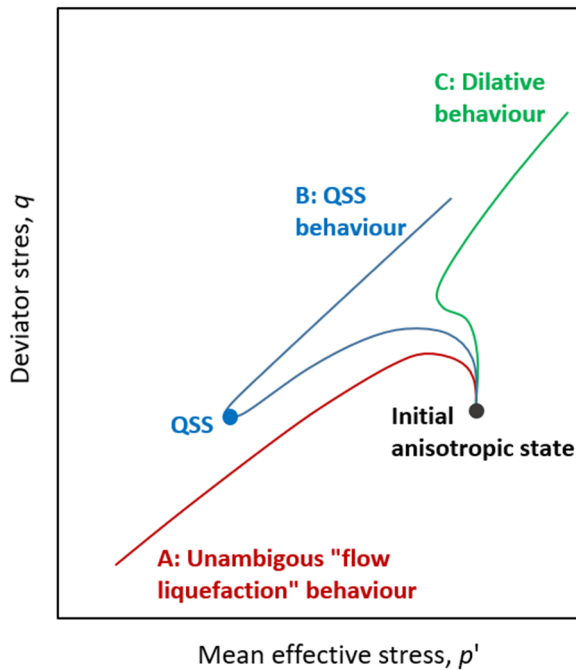 C: Dilative
behaviour
B: QSS
behaviour
Deviator stres, q
QSS
Initial
anisotropic state
A: Unambigous "flow
liquefaction" behaviour
Mean effective stress, p'